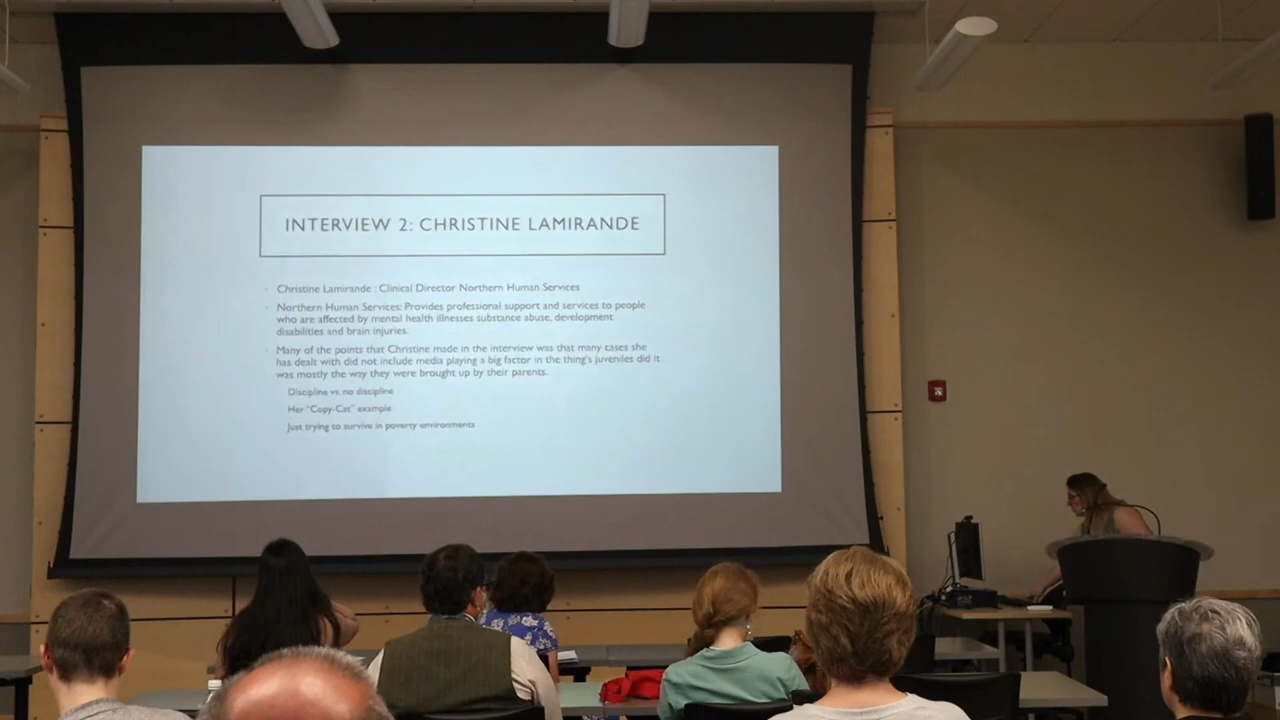 INTERVIEW 2: CHRISTINE LAMIRANDE
Christine Lamirande : Clinical Director Northern Human Services
Northern Human Services: Provides professional support and services to people
who are affected by mental health illnesses substance abuse, development
disabilities and brain injuries.
Many of the points that Christine made in the interview was that many cases she
has dealt with did not include media playing a big factor in the thing's juveniles did it
was mostly the way they were brought up by their parents.
Discipline vs. no discipline
Her "Copy-Cat" example
Just trying to survive in poverty environments